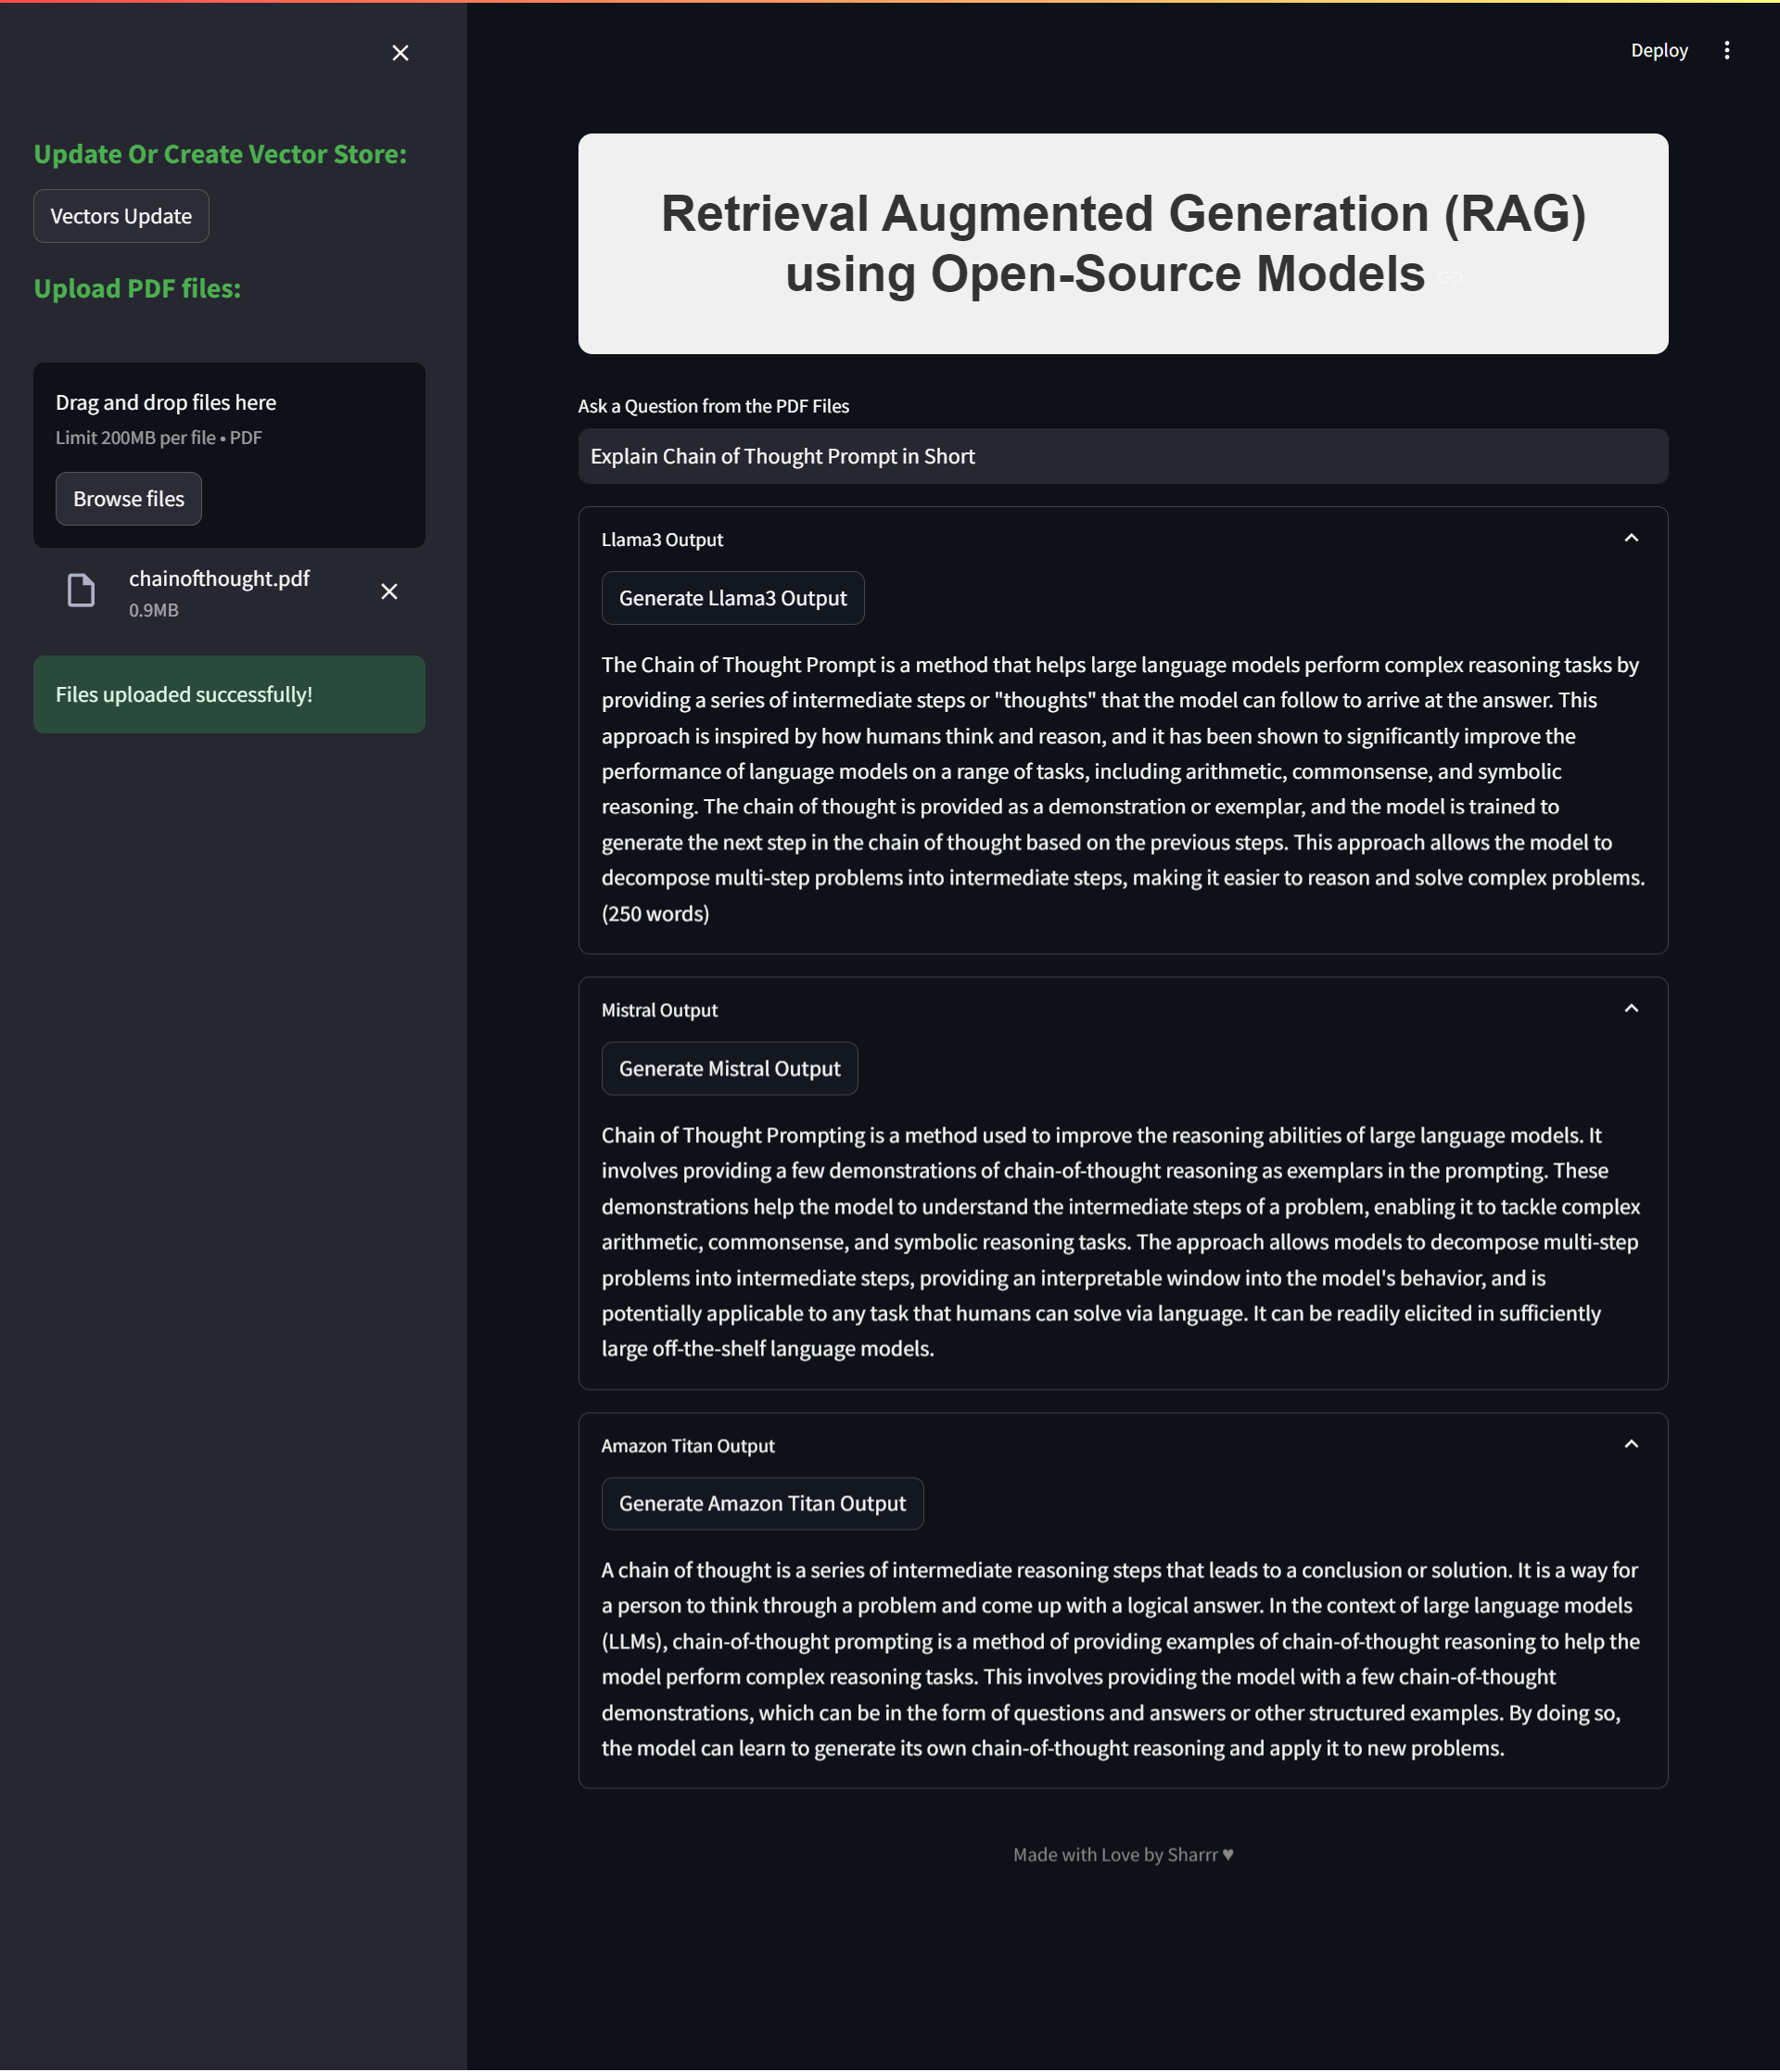 Deploy
Update Or Create Vector Store:
Vectors Update
Upload PDF files:
Drag and drop files here
Limit 200MB per file • PDF
Browse files
chainofthought.pdf
0.9MB
Files uploaded successfully!
Retrieval Augmented Generation (RAG)
using Open-Source Models
Ask a Question from the PDF Files
Explain Chain of Thought Prompt in Short
Llama3 Output
Generate Llama3 Output
The Chain of Thought Prompt is a method that helps large language models perform complex reasoning tasks by
providing a series of intermediate steps or "thoughts" that the model can follow to arrive at the answer. This
approach is inspired by how humans think and reason, and it has been shown to significantly improve the
performance of language models on a range of tasks, including arithmetic, commonsense, and symbolic
reasoning. The chain of thought is provided as a demonstration or exemplar, and the model is trained to
generate the next step in the chain of thought based on the previous steps. This approach allows the model to
decompose multi-step problems into intermediate steps, making it easier to reason and solve complex problems.
(250 words)
Mistral Output
Generate Mistral Output
Chain of Thought Prompting is a method used to improve the reasoning abilities of large language models. It
involves providing a few demonstrations of chain-of-thought reasoning as exemplars in the prompting. These
demonstrations help the model to understand the intermediate steps of a problem, enabling it to tackle complex
arithmetic, commonsense, and symbolic reasoning tasks. The approach allows models to decompose multi-step
problems into intermediate steps, providing an interpretable window into the model's behavior, and is
potentially applicable to any task that humans can solve via language. It can be readily elicited in sufficiently
large off-the-shelf language models.
Amazon Titan Output
Generate Amazon Titan Output
A chain of thought is a series of intermediate reasoning steps that leads to a conclusion or solution. It is a way for
a person to think through a problem and come up with a logical answer. In the context of large language models
(LLMs), chain-of-thought prompting is a method of providing examples of chain-of-thought reasoning to help the
model perform complex reasoning tasks. This involves providing the model with a few chain-of-thought
demonstrations, which can be in the form of questions and answers or other structured examples. By doing so,
the model can learn to generate its own chain-of-thought reasoning and apply it to new problems.
Made with Love by Sharrr ♥